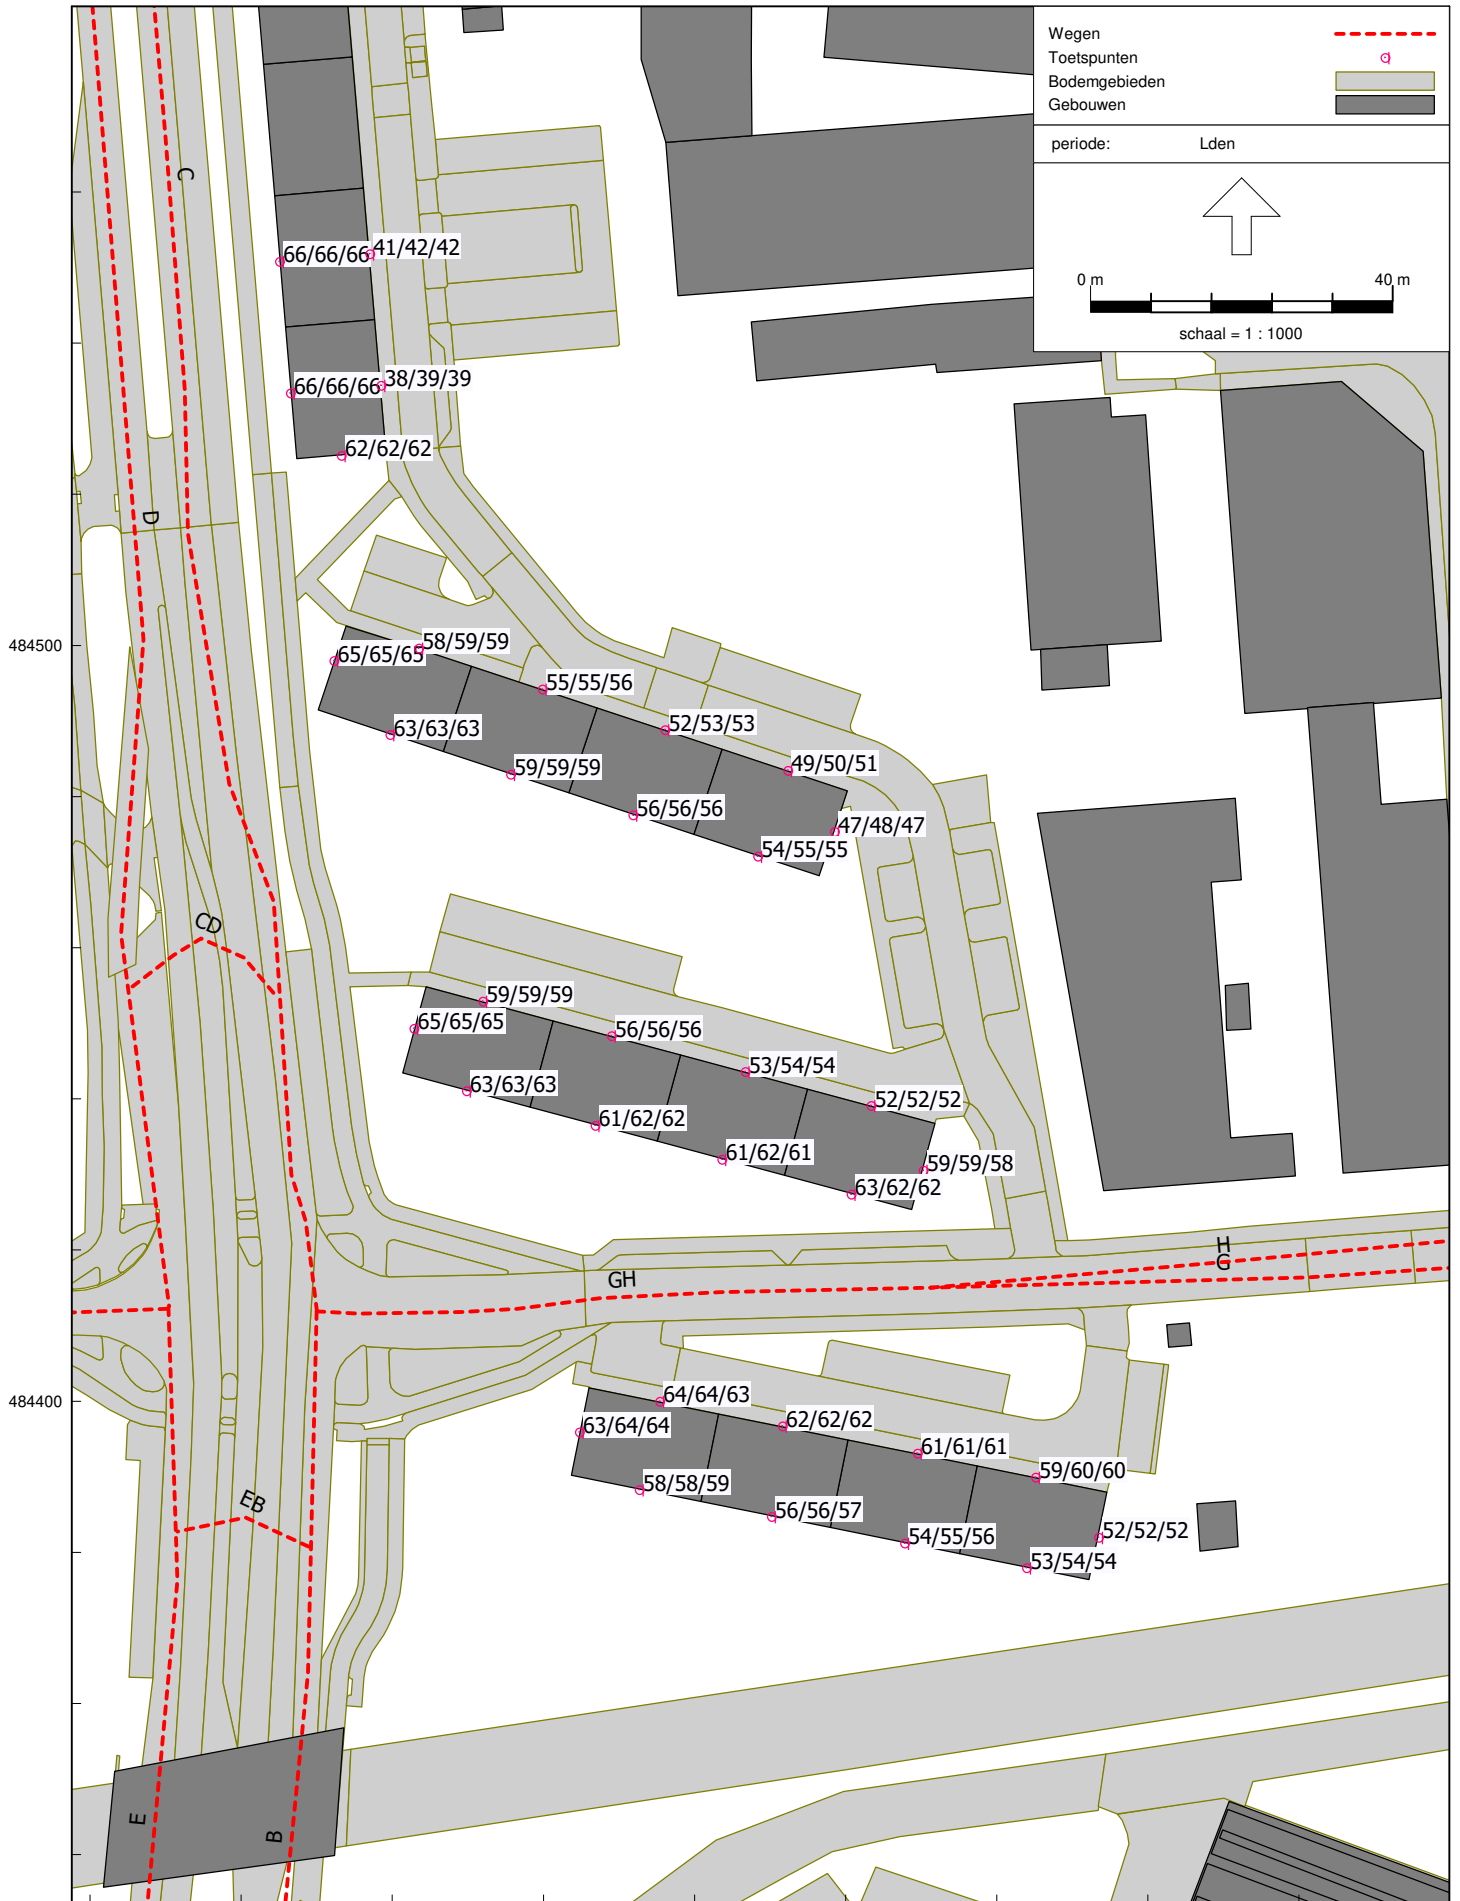 Wegen
Toetspunten
Bodemgebieden
Gebouwen
periode: Lden
0 m 40 m
schaal = 1 : 1000
C
66/66/66 41/42/42
66/66/66 38/39/39
62/62/62
D
484500
58/59/59
65/65/65
55/55/56
63/63/63
52/53/53
59/59/59
49/50/51
56/56/56
47/48/47
54/55/55
CD
59/59/59
65/65/65
56/56/56
53/54/54
63/63/63
52/52/52
61/62/62
61/62/61
59/59/58
63/62/62
H
G
GH
484400
64/64/63
63/64/64
62/62/62
61/61/61
59/60/60
58/58/59
EB
56/56/57
54/55/56
52/52/52
53/54/54
E
B